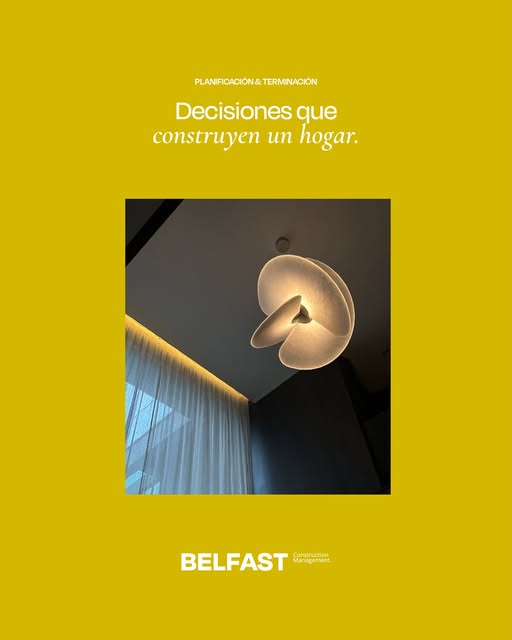 PLANIFICACIÓN & TERMINACIÓN
Decisiones que
construyen un hogar.
BELFAST
Construction
Management.